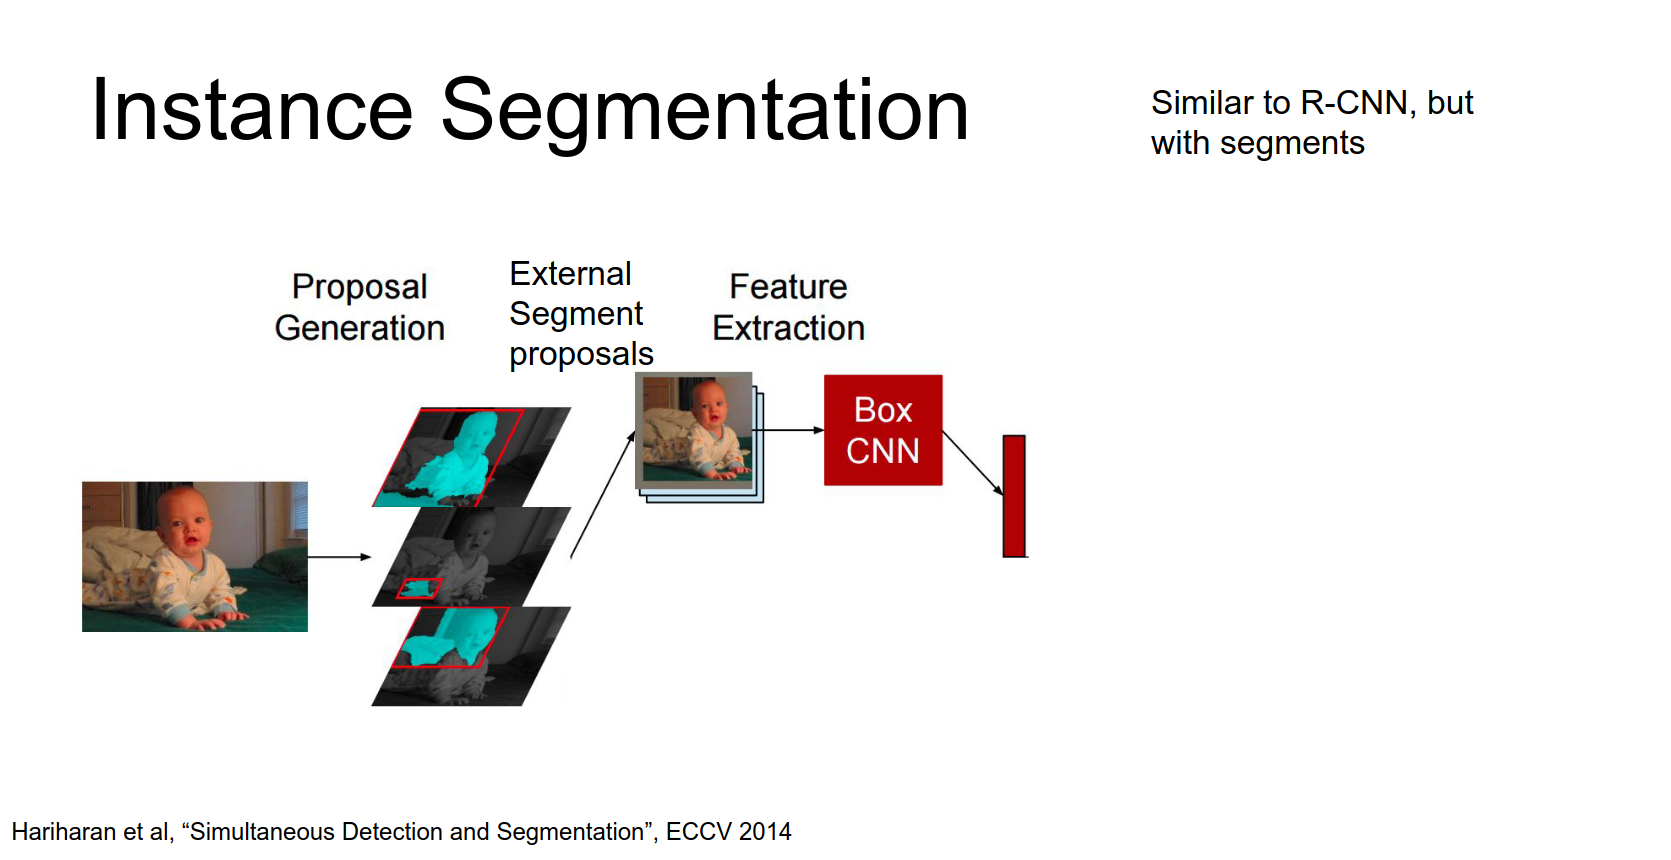 Instance Segmentation
Similar to R-CNN, but
with segments
Proposal
Generation
External
Segment
proposals
Feature
Extraction
Box
CNN
Hariharan et al, “Simultaneous Detection and Segmentation”, ECCV 2014